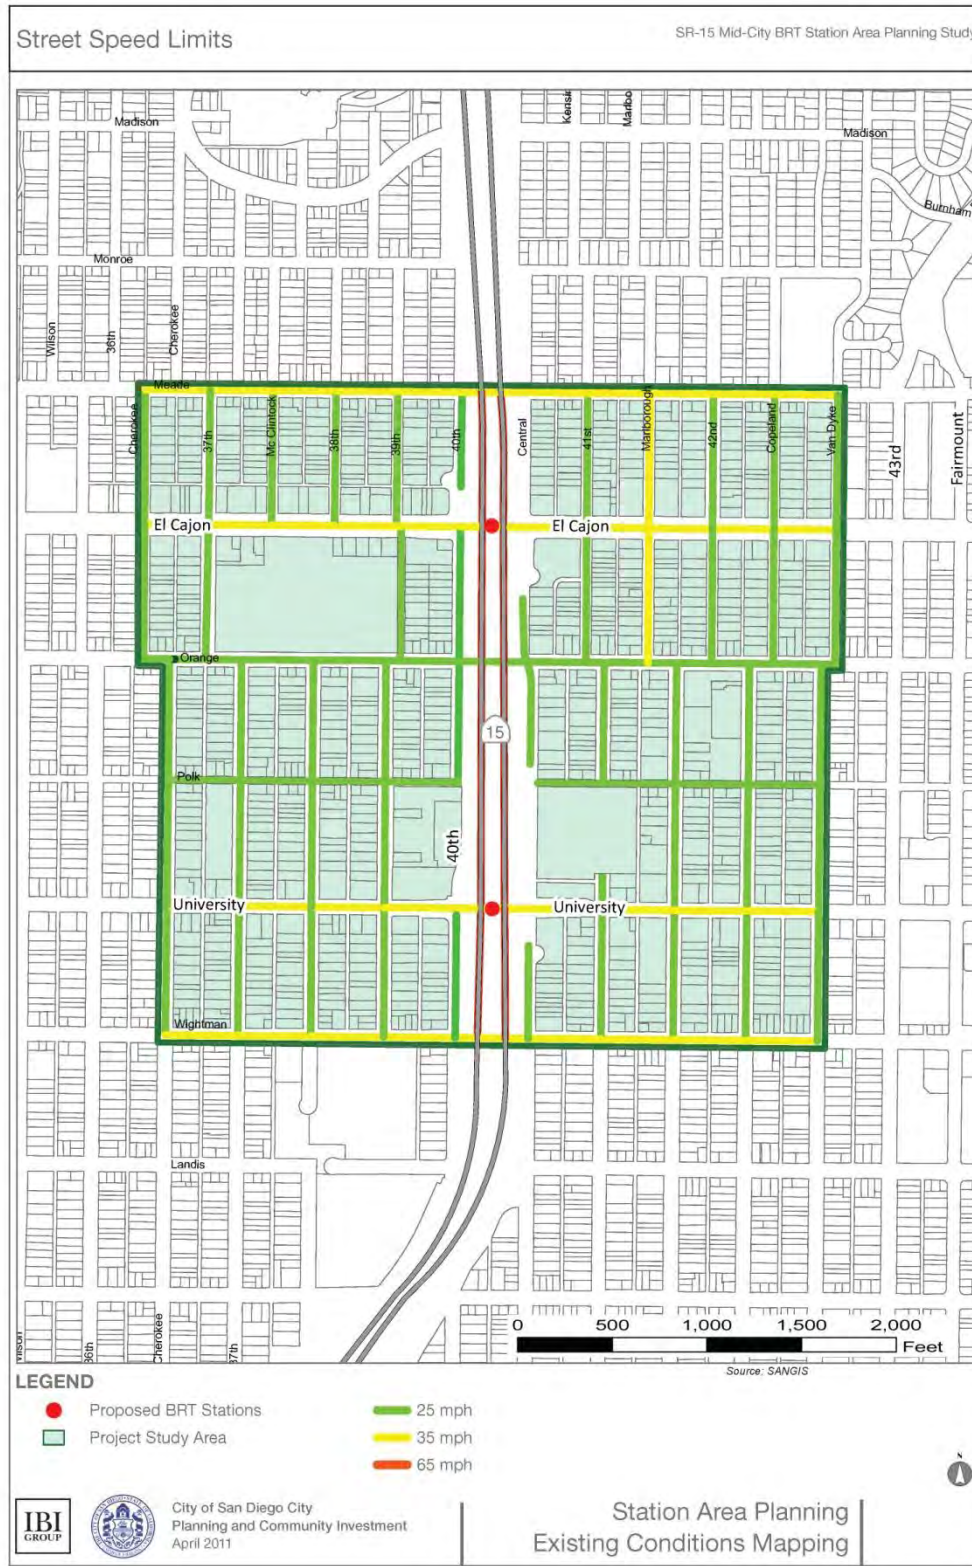 Street Speed Limits
SR-15 Mid-City BRT Station Area Planning Study
Madison
Madison
Burnham
Monroe
Wilson
36th
Cherokee
Meade
Cherokee
37th
Mc Clintock
38th
39th
40th
Central
41st
Marlborough
42nd
Copeland
Van Dyke
43rd
Fairmount
El Cajon
El Cajon
Orange
15
Polk
40th
University
University
Wightman
Landis
36th
Cherokee
37th
0 500 1,000 1,500 2,000
Feet
Source: SANGIS
LEGEND
Proposed BRT Stations
Project Study Area
25 mph
35 mph
65 mph
IBI
GROUP
City of San Diego City
Planning and Community Investment
April 2011
Station Area Planning
Existing Conditions Mapping